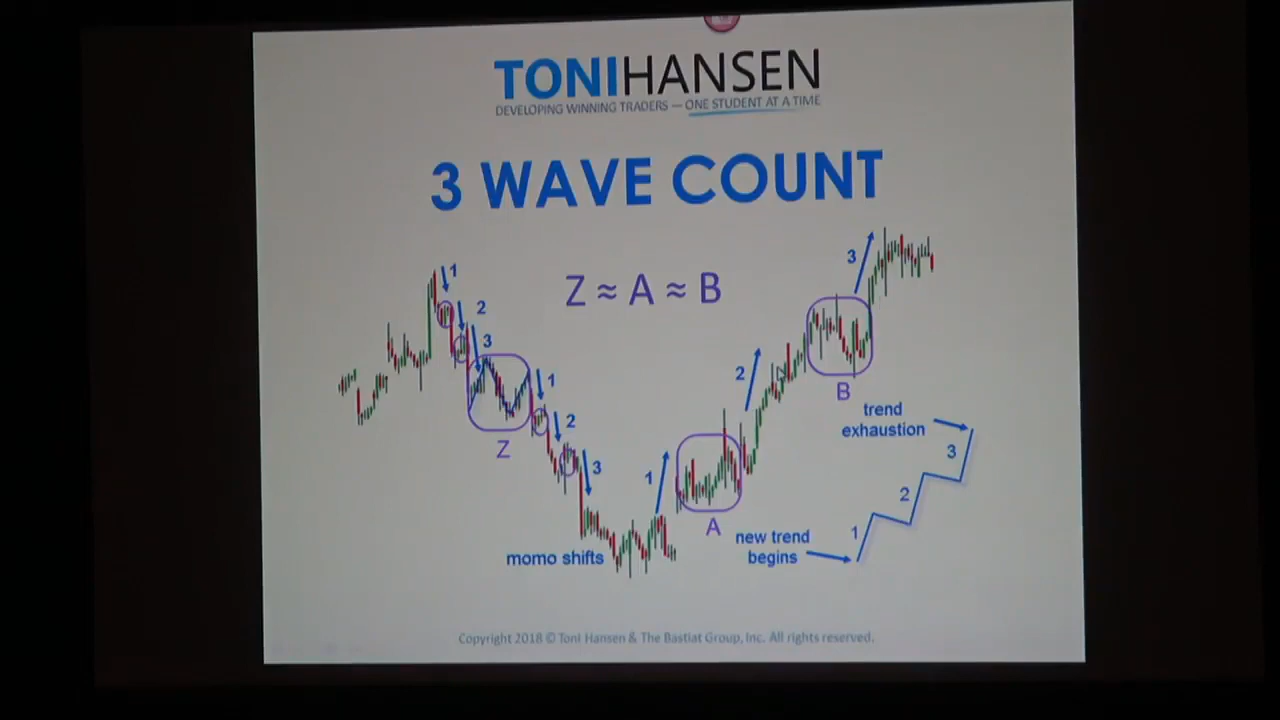 TONIHANSEN
DEVELOPING WINNING TRADERS — ONE STUDENT AT A TIME
3 WAVE COUNT
Z ≈ A ≈ B
1
2
3
Z
1
2
3
momo shifts
1
A
2
B
3
trend
exhaustion
new trend
begins
1
2
3
Copyright 2018 © Toni Hansen & The Bastiat Group, Inc. All rights reserved.